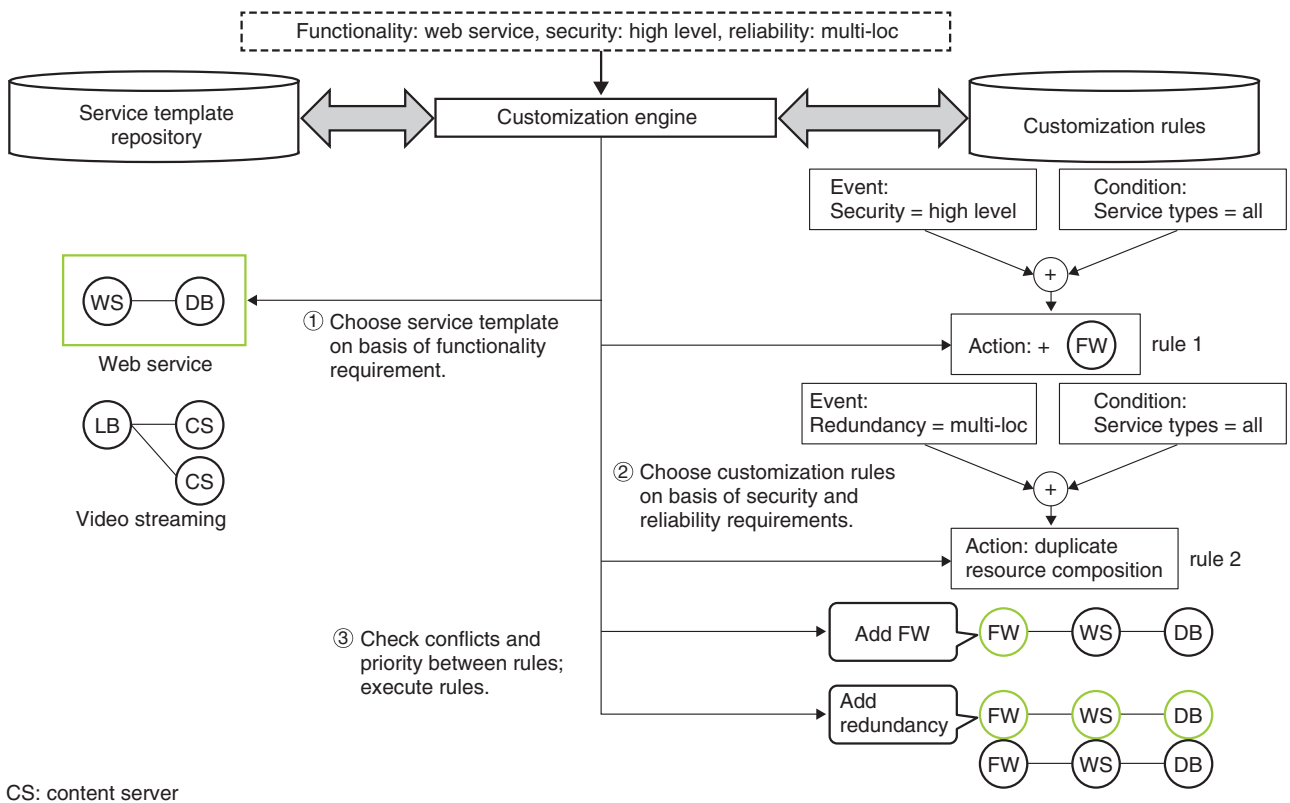 Functionality: web service, security: high level, reliability: multi-loc
Service template
repository
Customization engine
Customization rules
Event:
Security = high level
Condition:
Service types = all
+
Action: + FW
rule 1
WS
DB
Web service
① Choose service template
on basis of functionality
requirement.
LB
CS
CS
Video streaming
Event:
Redundancy = multi-loc
Condition:
Service types = all
+
② Choose customization rules
on basis of security and
reliability requirements.
Action: duplicate
resource composition
rule 2
③ Check conflicts and
priority between rules;
execute rules.
Add FW
FW
WS
DB
Add
redundancy
FW
WS
DB
FW
WS
DB
CS: content server